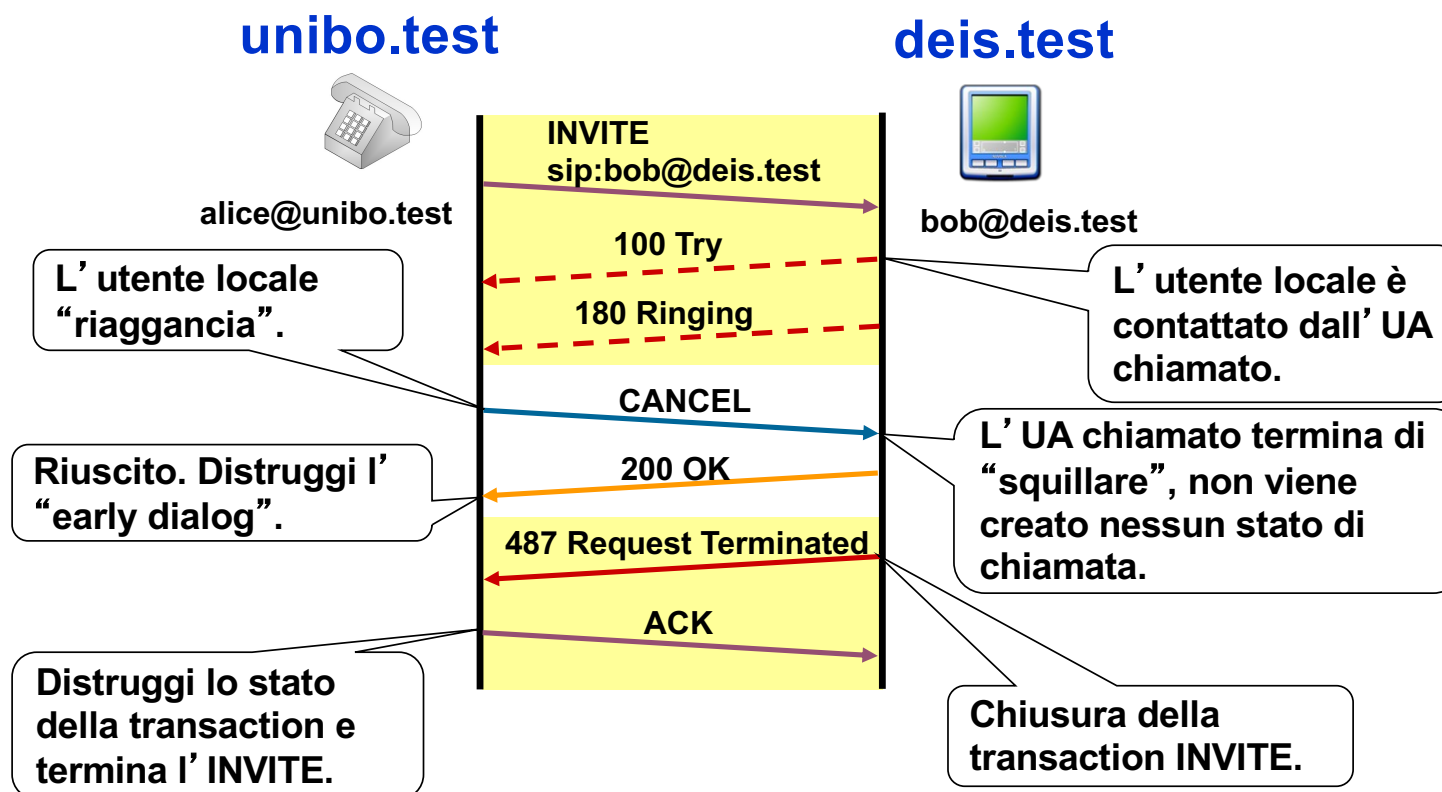 unibo.test
deis.test
INVITE
sip:bob@deis.test
alice@unibo.test
bob@deis.test
100 Try
L’ utente locale
“riaggancia”.
L’ utente locale è
contattato dall’ UA
chiamato.
180 Ringing
CANCEL
L’ UA chiamato termina di
“squillare”, non viene
creato nessun stato di
chiamata.
Riuscito. Distruggi l’
“early dialog”.
200 OK
487 Request Terminated
ACK
Distruggi lo stato
della transaction e
termina l’ INVITE.
Chiusura della
transaction INVITE.